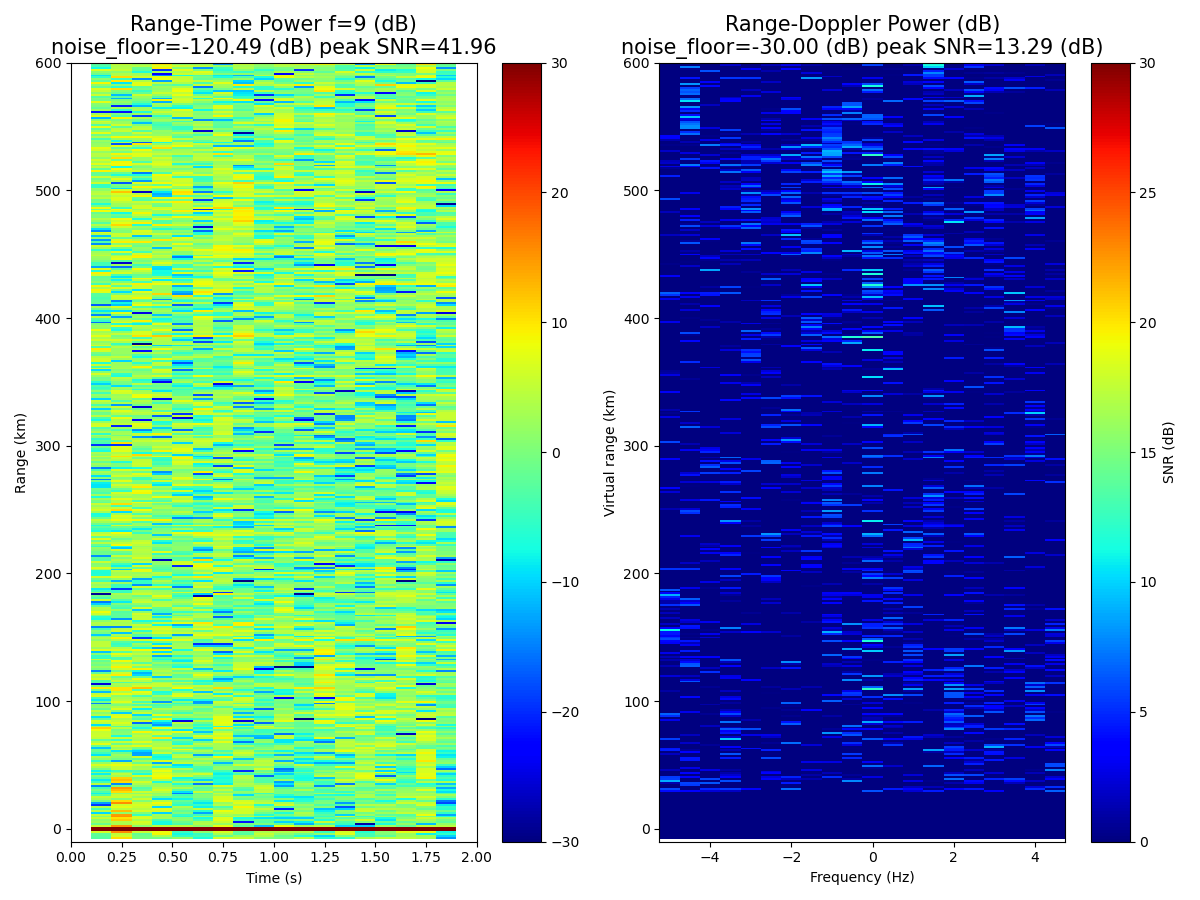 Range-Time Power f=9 (dB)
noise_floor=-120.49 (dB) peak SNR=41.96
Range (km)
600
500
400
300
200
100
0
0.00 0.25 0.50 0.75 1.00 1.25 1.50 1.75 2.00
Time (s)
30
20
10
0
−10
−20
−30
Range-Doppler Power (dB)
noise_floor=-30.00 (dB) peak SNR=13.29 (dB)
Virtual range (km)
600
500
400
300
200
100
0
−4 −2 0 2 4
Frequency (Hz)
30
25
20
15
10
5
0
SNR (dB)